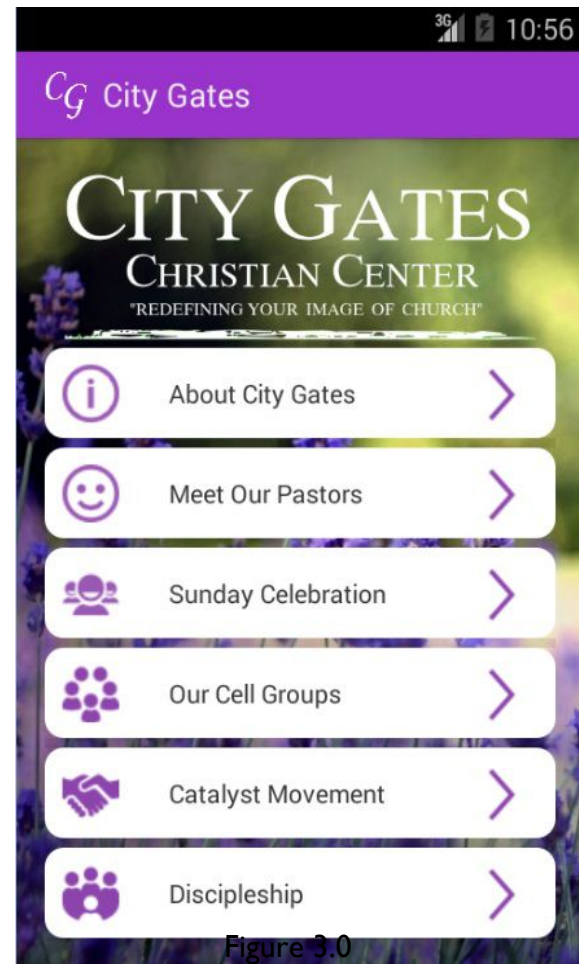 3G 10:56
CG City Gates
CITY GATES
CHRISTIAN CENTER
"REDEFINING YOUR IMAGE OF CHURCH"
About City Gates
Meet Our Pastors
Sunday Celebration
Our Cell Groups
Catalyst Movement
Discipleship
Figure 3.0